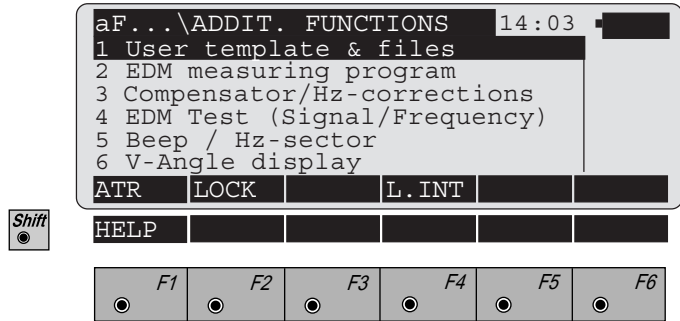 aF...\ADDIT. FUNCTIONS 14:03
1 User template & files
2 EDM measuring program
3 Compensator/Hz-corrections
4 EDM Test (Signal/Frequency)
5 Beep / Hz-sector
6 V-Angle display
ATR LOCK L.INT
Shift HELP
F1 F2 F3 F4 F5 F6